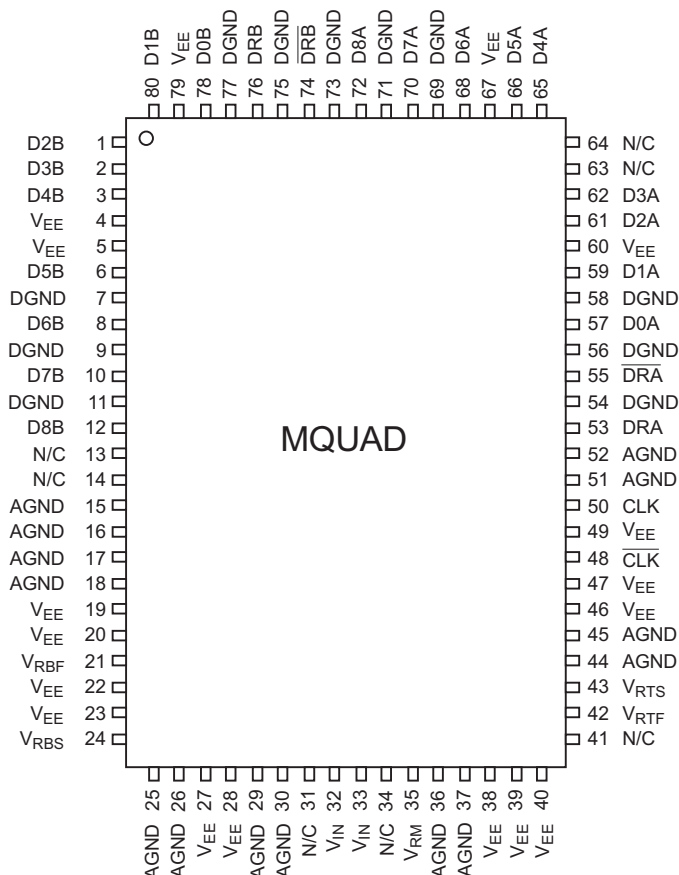 80 D1B
79 VEE
78 D0B
77 DGND
76 DRB
75 DGND
74 D̅R̅B̅
73 DGND
72 D8A
71 DGND
70 D7A
69 DGND
68 D6A
67 VEE
66 D5A
65 D4A
D2B 1
D3B 2
D4B 3
VEE 4
VEE 5
D5B 6
DGND 7
D6B 8
DGND 9
D7B 10
DGND 11
D8B 12
N/C 13
N/C 14
AGND 15
AGND 16
AGND 17
AGND 18
VEE 19
VEE 20
VRBF 21
VEE 22
VEE 23
VRBS 24
MQUAD
64 N/C
63 N/C
62 D3A
61 D2A
60 VEE
59 D1A
58 DGND
57 D0A
56 DGND
55 D̅R̅A̅
54 DGND
53 DRA
52 AGND
51 AGND
50 CLK
49 VEE
48 C̅L̅K̅
47 VEE
46 VEE
45 AGND
44 AGND
43 VRTS
42 VRTF
41 N/C
AGND 25
AGND 26
VEE 27
VEE 28
AGND 29
AGND 30
N/C 31
VIN 32
VIN 33
N/C 34
VRM 35
AGND 36
AGND 37
VEE 38
VEE 39
VEE 40